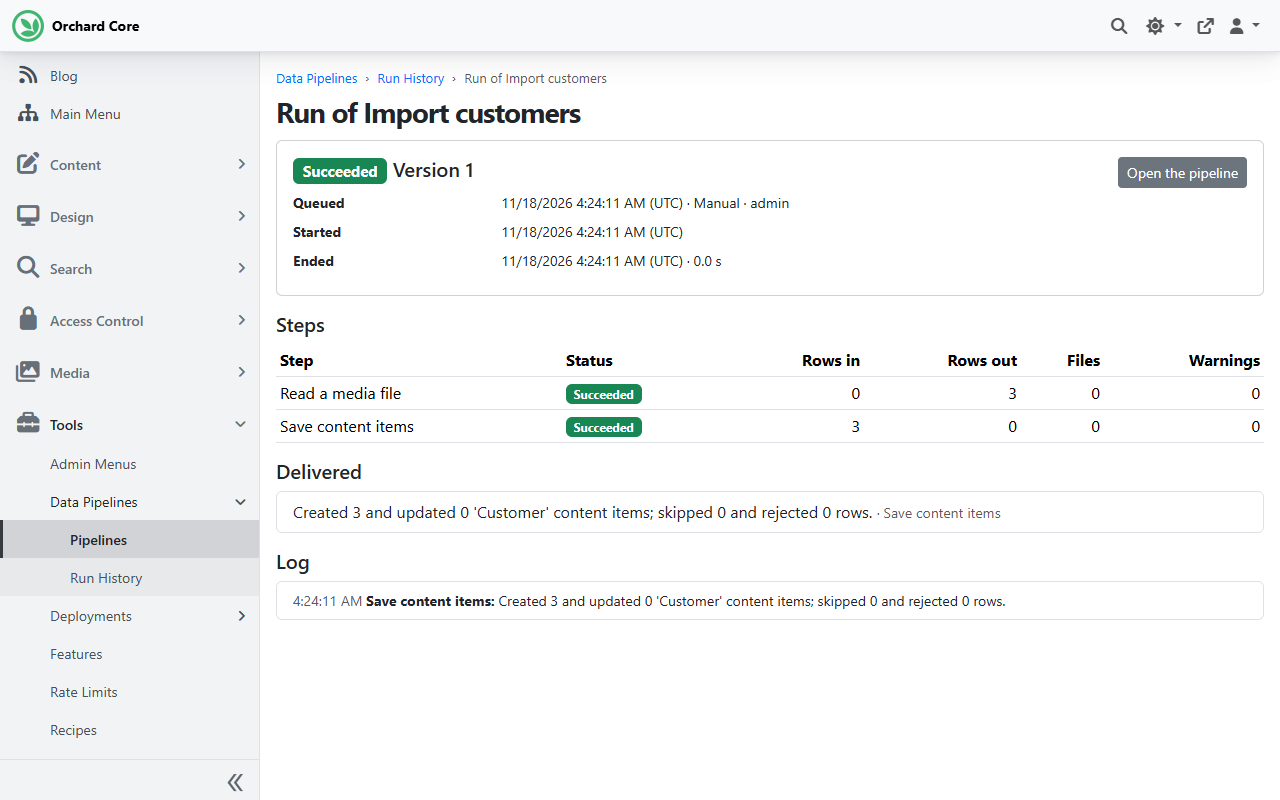 Orchard Core
Blog
Main Menu
Content
Design
Search
Access Control
Media
Tools
Admin Menus
Data Pipelines
Pipelines
Run History
Deployments
Features
Rate Limits
Recipes
Data Pipelines › Run History › Run of Import customers
Run of Import customers
Succeeded Version 1
Open the pipeline
Queued 11/18/2026 4:24:11 AM (UTC) · Manual · admin
Started 11/18/2026 4:24:11 AM (UTC)
Ended 11/18/2026 4:24:11 AM (UTC) · 0.0 s
Steps
Step Status Rows in Rows out Files Warnings
Read a media file Succeeded 0 3 0 0
Save content items Succeeded 3 0 0 0
Delivered
Created 3 and updated 0 'Customer' content items; skipped 0 and rejected 0 rows. · Save content items
Log
4:24:11 AM Save content items: Created 3 and updated 0 'Customer' content items; skipped 0 and rejected 0 rows.